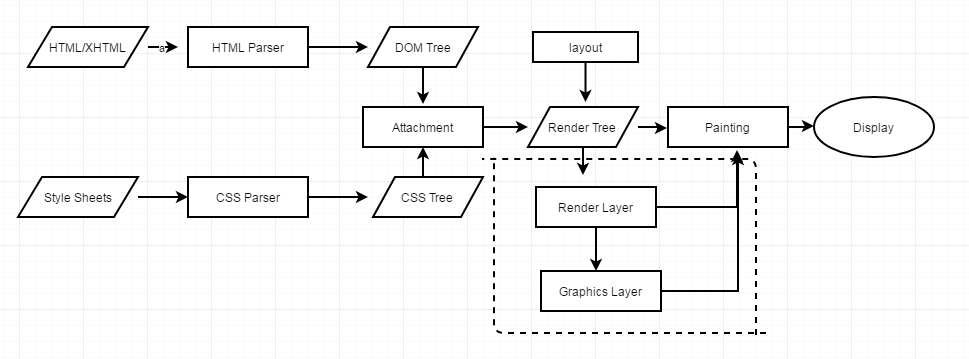 HTML/XHTML
a
HTML Parser
DOM Tree
layout
Attachment
Render Tree
Painting
Display
Style Sheets
CSS Parser
CSS Tree
Render Layer
Graphics Layer